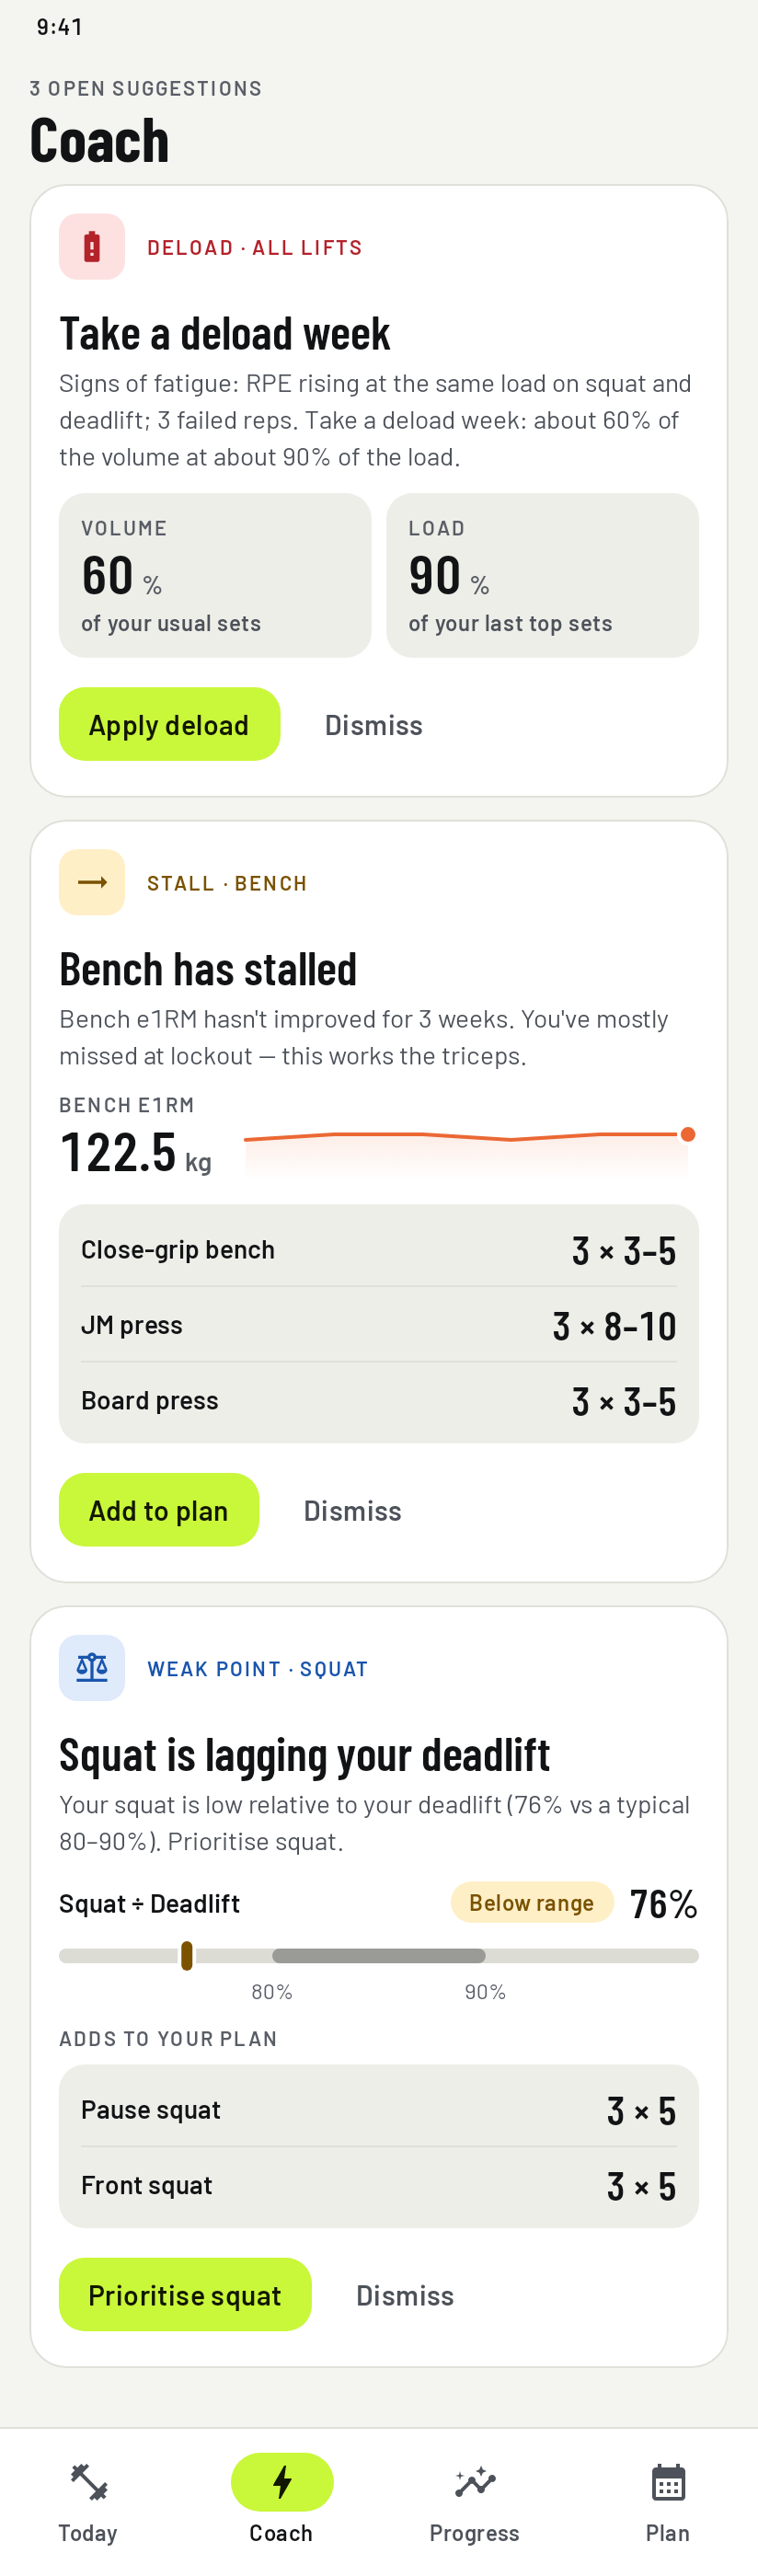 9:41
3 OPEN SUGGESTIONS
Coach
DELOAD · ALL LIFTS
Take a deload week
Signs of fatigue: RPE rising at the same load on squat and
deadlift; 3 failed reps. Take a deload week: about 60% of
the volume at about 90% of the load.
VOLUME
60 %
of your usual sets
LOAD
90 %
of your last top sets
Apply deload
Dismiss
STALL · BENCH
Bench has stalled
Bench e1RM hasn't improved for 3 weeks. You've mostly
missed at lockout — this works the triceps.
BENCH E1RM
122.5 kg
Close-grip bench 3 × 3–5
JM press 3 × 8–10
Board press 3 × 3–5
Add to plan
Dismiss
WEAK POINT · SQUAT
Squat is lagging your deadlift
Your squat is low relative to your deadlift (76% vs a typical
80–90%). Prioritise squat.
Squat ÷ Deadlift Below range 76%
80% 90%
ADDS TO YOUR PLAN
Pause squat 3 × 5
Front squat 3 × 5
Prioritise squat
Dismiss
Today
Coach
Progress
Plan